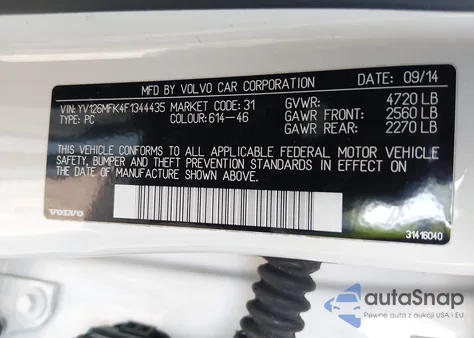 MFD BY VOLVO CAR CORPORATION DATE: 09/14
VIN: YV126MFK4F1344435 MARKET CODE: 31 GVWR: 4720 LB
TYPE: PC COLOUR: 614-46 GAWR FRONT: 2560 LB
GAWR REAR: 2270 LB
THIS VEHICLE CONFORMS TO ALL APPLICABLE FEDERAL MOTOR VEHICLE
SAFETY, BUMPER AND THEFT PREVENTION STANDARDS IN EFFECT ON
THE DATE OF MANUFACTURE SHOWN ABOVE.
VOLVO 31416040
autoSnap
Pewne auta z aukcji USA i EU